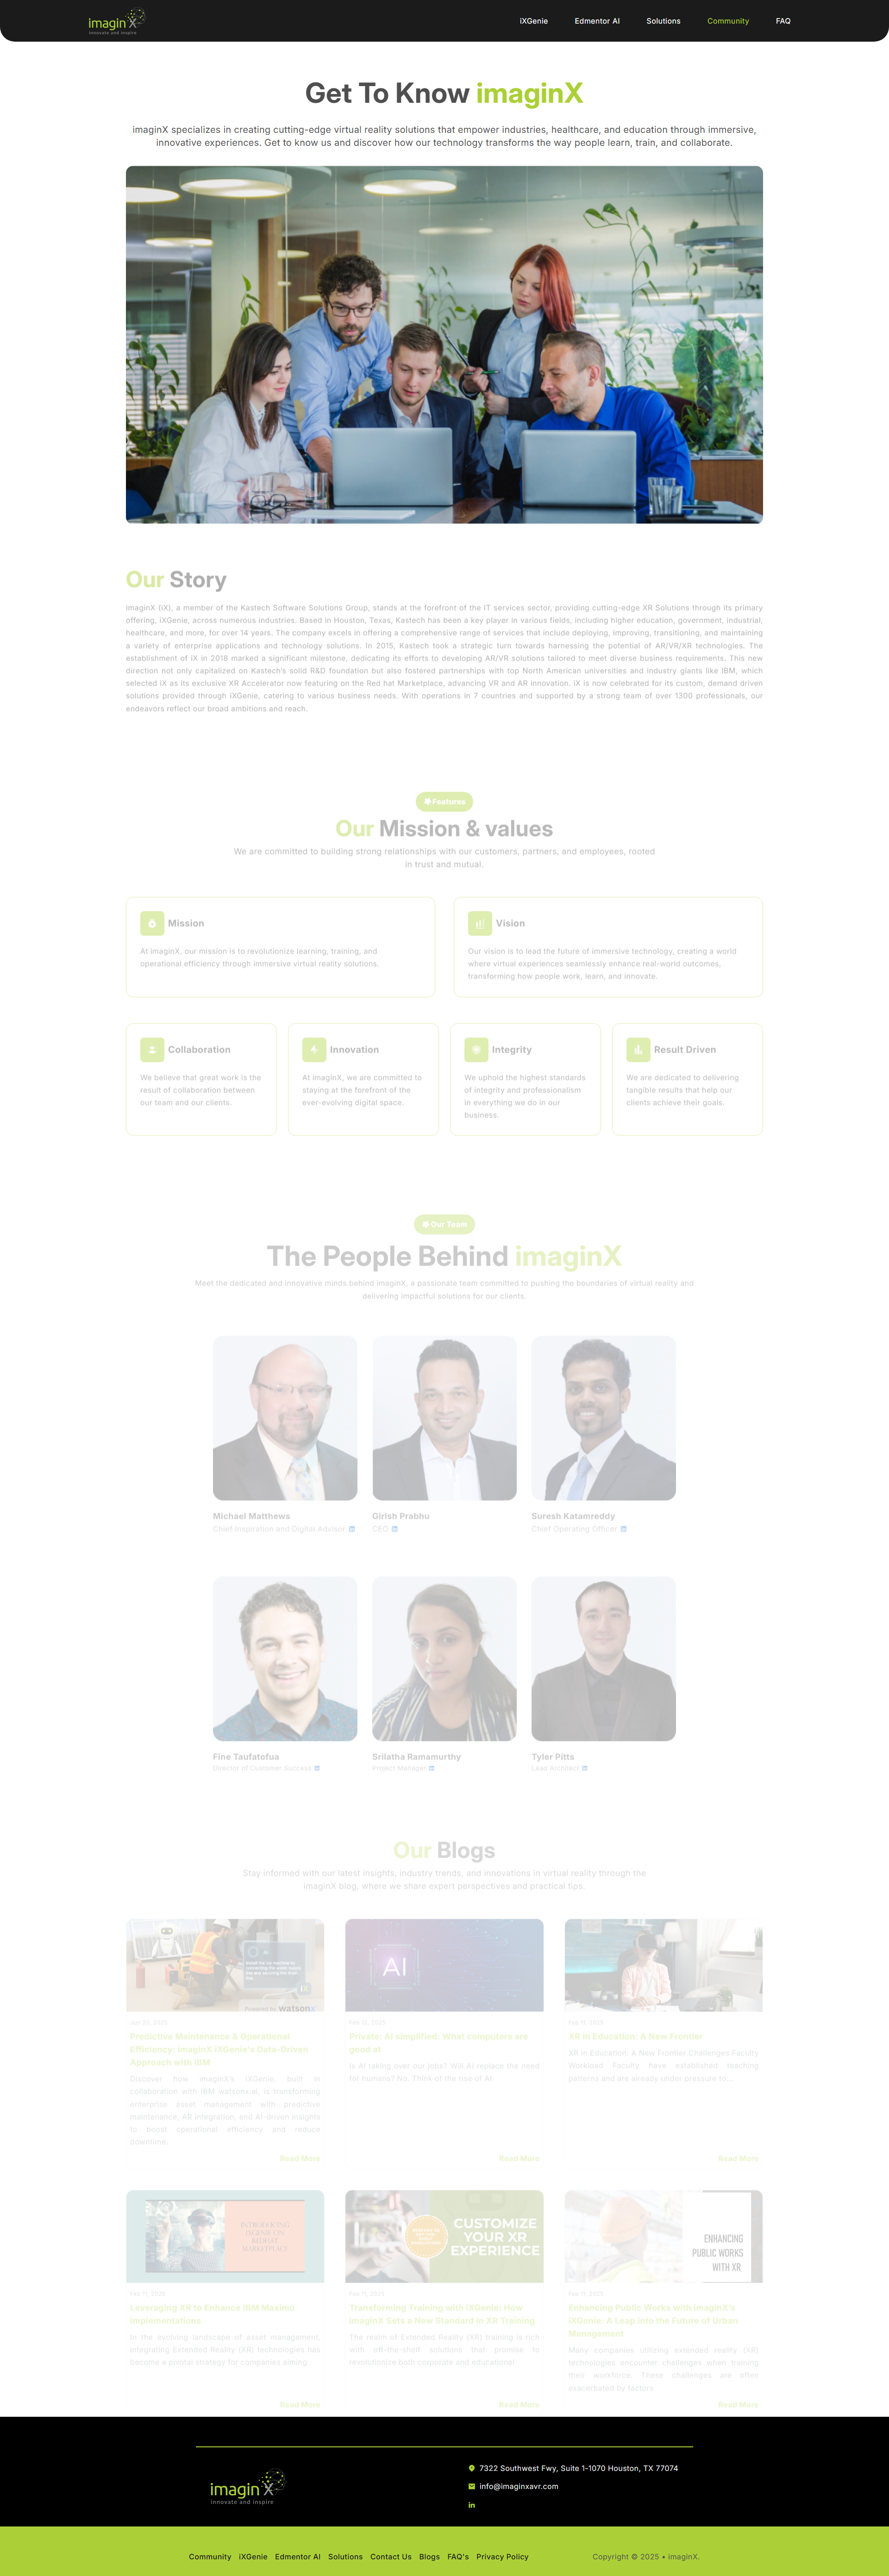 imaginX
innovate and inspire
iXGenie Edmentor AI Solutions Community FAQ
Get To Know imaginX
imaginX specializes in creating cutting-edge virtual reality solutions that empower industries, healthcare, and education through immersive,
innovative experiences. Get to know us and discover how our technology transforms the way people learn, train, and collaborate.
Our Story
imaginX (iX), a member of the Kastech Software Solutions Group, stands at the forefront of the IT services sector, providing cutting-edge XR Solutions through its primary
offering, iXGenie, across numerous industries. Based in Houston, Texas, Kastech has been a key player in various fields, including higher education, government, industrial,
healthcare, and more, for over 14 years. The company excels in offering a comprehensive range of services that include deploying, improving, transitioning, and maintaining
a variety of enterprise applications and technology solutions. In 2015, Kastech took a strategic turn towards harnessing the potential of AR/VR/XR technologies. The
establishment of iX in 2018 marked a significant milestone, dedicating its efforts to developing AR/VR solutions tailored to meet diverse business requirements. This new
direction not only capitalized on Kastech's solid R&D foundation but also fostered partnerships with top North American universities and industry giants like IBM, which
selected iX as its exclusive XR Accelerator now featuring on the Red hat Marketplace, advancing VR and AR innovation. iX is now celebrated for its custom, demand driven
solutions provided through iXGenie, catering to various business needs. With operations in 7 countries and supported by a strong team of over 1300 professionals, our
endeavors reflect our broad ambitions and reach.
Features
Our Mission & values
We are committed to building strong relationships with our customers, partners, and employees, rooted
in trust and mutual.
Mission
At imaginX, our mission is to revolutionize learning, training, and
operational efficiency through immersive virtual reality solutions.
Vision
Our vision is to lead the future of immersive technology, creating a world
where virtual experiences seamlessly enhance real-world outcomes,
transforming how people work, learn, and innovate.
Collaboration
We believe that great work is the
result of collaboration between
our team and our clients.
Innovation
At imaginX, we are committed to
staying at the forefront of the
ever-evolving digital space.
Integrity
We uphold the highest standards
of integrity and professionalism
in everything we do in our
business.
Result Driven
We are dedicated to delivering
tangible results that help our
clients achieve their goals.
Our Team
The People Behind imaginX
Meet the dedicated and innovative minds behind imaginX, a passionate team committed to pushing the boundaries of virtual reality and
delivering impactful solutions for our clients.
Michael Matthews
Chief Inspiration and Digital Advisor
Girish Prabhu
CEO
Suresh Katamreddy
Chief Operating Officer
Fine Taufatofua
Director of Customer Success
Srilatha Ramamurthy
Project Manager
Tyler Pitts
Lead Architect
Our Blogs
Stay informed with our latest insights, industry trends, and innovations in virtual reality through the
imaginX blog, where we share expert perspectives and practical tips.
Powered by watsonx
Predictive Maintenance & Operational
Efficiency: ImaginX iXGenie's Data-Driven
Approach with IBM
Discover how ImaginX's iXGenie, built in
collaboration with IBM watsonx.ai, is transforming
enterprise asset management with predictive
maintenance, AR integration, and AI-driven insights
to boost operational efficiency and reduce
downtime.
Read More
AI
Private: AI simplified: What computers are
good at
Is AI taking over our jobs? Will AI replace the need
for humans? No. Think of the rise of AI
Read More
Feb 11, 2025
XR in Education: A New Frontier
XR in Education: A New Frontier Challenges Faculty
Workload Faculty have established teaching
patterns and are already under pressure to...
Read More
INTRODUCING
IXGENIE ON
REDHAT
MARKETPLACE
Feb 11, 2025
Leveraging XR to Enhance IBM Maximo
Implementations
In the evolving landscape of asset management,
integrating Extended Reality (XR) technologies has
become a pivotal strategy for companies aiming
Read More
CUSTOMIZE
YOUR XR
EXPERIENCE
Feb 11, 2025
Transforming Training with iXGenie: How
imaginX Sets a New Standard in XR Training
The realm of Extended Reality (XR) training is rich
with off-the-shelf solutions that promise to
revolutionize both corporate and educational
Read More
ENHANCING
PUBLIC WORKS
WITH XR
Feb 11, 2025
Enhancing Public Works with imaginX's
iXGenie: A Leap into the Future of Urban
Management
Many companies utilizing extended reality (XR)
technologies encounter challenges when training
their workforce. These challenges are often
exacerbated by factors
Read More
imaginX
innovate and inspire
7322 Southwest Fwy, Suite 1-1070 Houston, TX 77074
info@imaginxavr.com
Community iXGenie Edmentor AI Solutions Contact Us Blogs FAQ's Privacy Policy
Copyright © 2025 • imaginX.